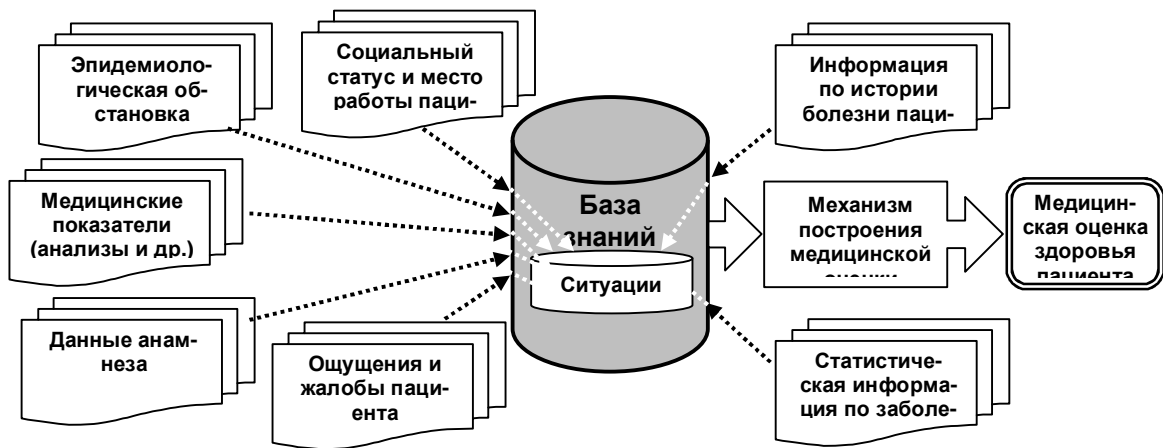 Эпидемиоло-
гическая об-
становка
Социальный
статус и место
работы паци-
Информация
по истории
болезни паци-
Медицинские
показатели
(анализы и др.)
База
знаний
Ситуации
Механизм
построения
медицинской
оценки
Медицин-
ская оценка
здоровья
пациента
Данные анам-
неза
Ощущения и
жалобы паци-
ента
Статистиче-
ская информа-
ция по заболе-